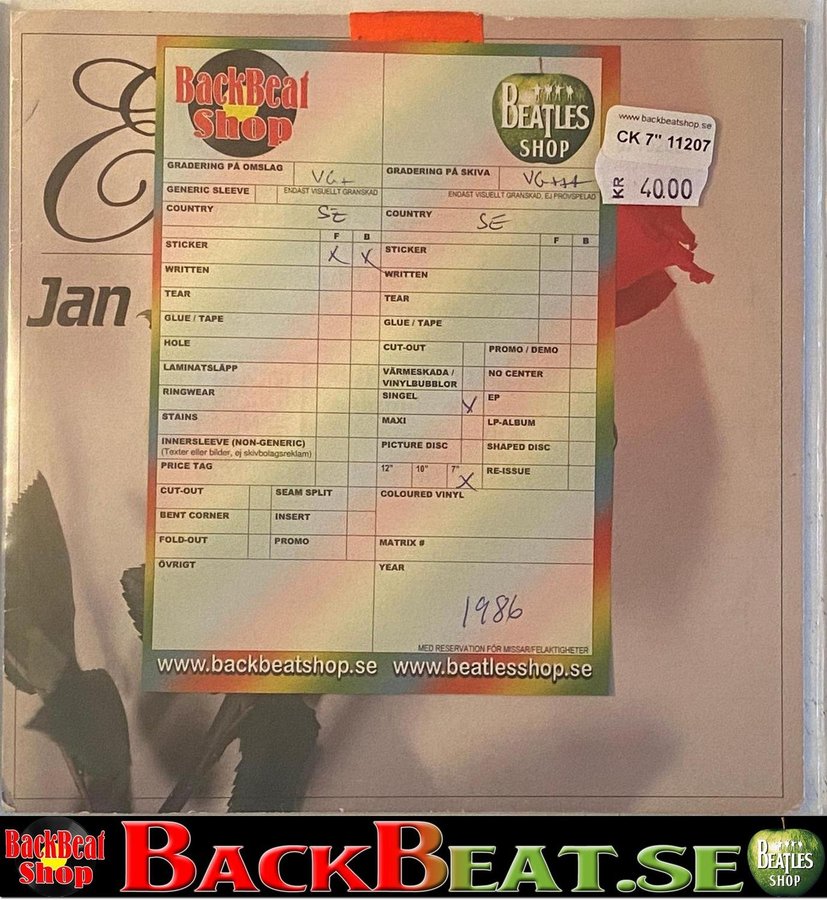 E
Jan
BackBeat
Shop
BEATLES
SHOP
www.backbeatshop.se
CK 7" 11207
KR 40.00
GRADERING PÅ OMSLAG VG+
GENERIC SLEEVE ENDAST VISUELLT GRANSKAD
COUNTRY SE
F B
STICKER X X
WRITTEN
TEAR
GLUE / TAPE
HOLE
LAMINATSLÄPP
RINGWEAR
STAINS
INNERSLEEVE (NON-GENERIC)
(Texter eller bilder, ej skivbolagsreklam)
PRICE TAG
CUT-OUT SEAM SPLIT
BENT CORNER INSERT
FOLD-OUT PROMO
ÖVRIGT
GRADERING PÅ SKIVA VG+++
ENDAST VISUELLT GRANSKAD, EJ PROVSPELAD
COUNTRY SE
F B
STICKER
WRITTEN
TEAR
GLUE / TAPE
CUT-OUT PROMO / DEMO
VÄRMESKADA / NO CENTER
VINYLBUBBLOR
SINGEL X EP
MAXI LP-ALBUM
PICTURE DISC SHAPED DISC
12" 10" 7" X RE-ISSUE
COLOURED VINYL
MATRIX #
YEAR
1986
MED RESERVATION FÖR MISSAR/FELAKTIGHETER
www.backbeatshop.se www.beatlesshop.se
BackBeat
Shop
BACKBEAT.SE
BEATLES
SHOP